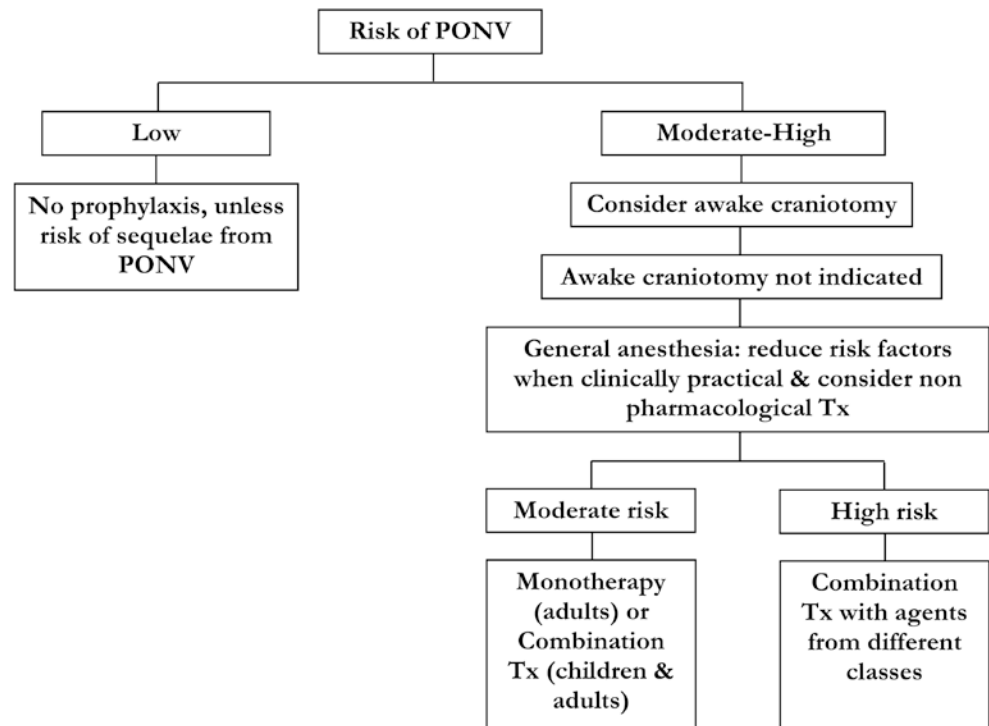 Risk of PONV
Low
Moderate-High
No prophylaxis, unless
risk of sequelae from
PONV
Consider awake craniotomy
Awake craniotomy not indicated
General anesthesia: reduce risk factors
when clinically practical & consider non
pharmacological Tx
Moderate risk
High risk
Monotherapy
(adults) or
Combination
Tx (children &
adults)
Combination
Tx with agents
from different
classes